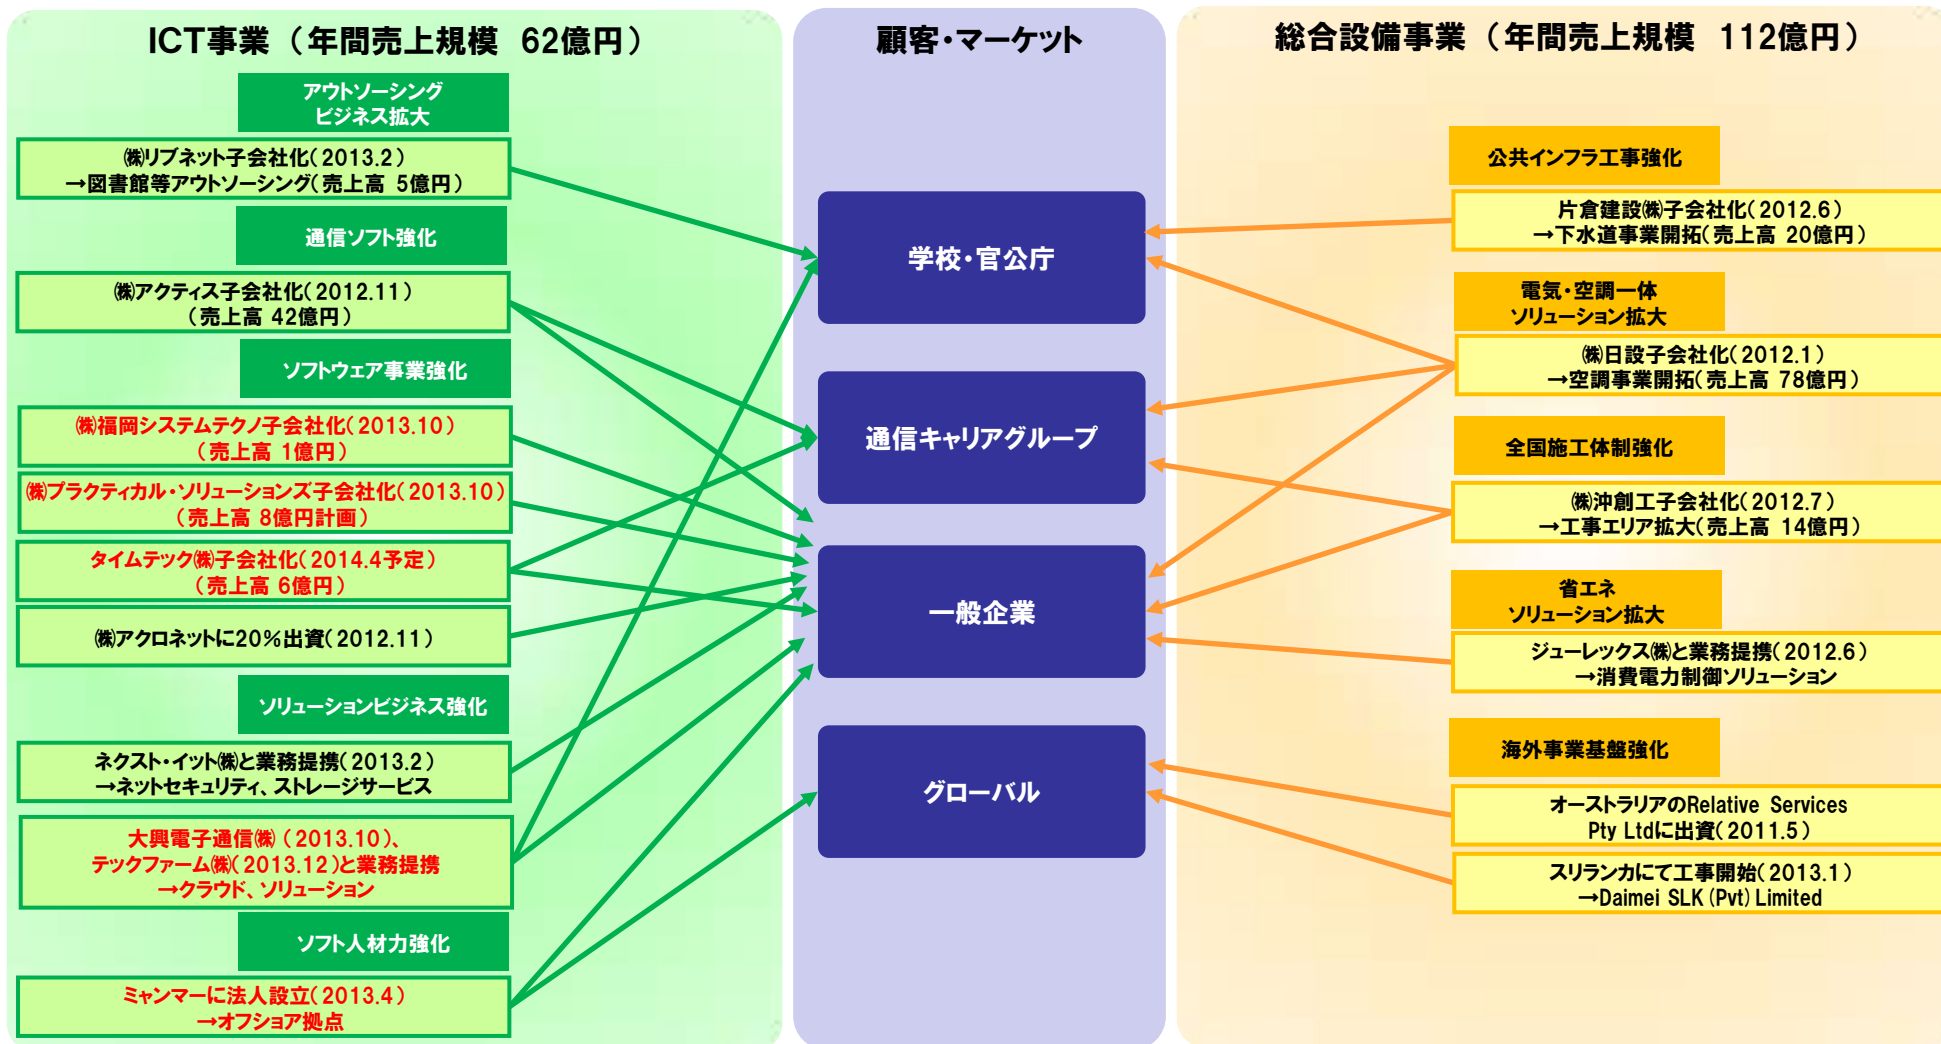 ICT事業（年間売上規模 62億円）
アウトソーシング
ビジネス拡大
㈱リブネット子会社化(2013.2)
→図書館等アウトソーシング(売上高 5億円)
通信ソフト強化
㈱アクティス子会社化(2012.11)
(売上高 42億円)
ソフトウェア事業強化
㈱福岡システムテクノ子会社化(2013.10)
(売上高 1億円)
㈱プラクティカル・ソリューションズ子会社化(2013.10)
(売上高 8億円計画)
タイムテック㈱子会社化(2014.4予定)
(売上高 6億円)
㈱アクロネットに20％出資(2012.11)
ソリューションビジネス強化
ネクスト・イット㈱と業務提携(2013.2)
→ネットセキュリティ、ストレージサービス
大興電子通信㈱ (2013.10)、
テックファーム㈱(2013.12)と業務提携
→クラウド、ソリューション
ソフト人材力強化
ミャンマーに法人設立(2013.4)
→オフショア拠点
顧客・マーケット
学校・官公庁
通信キャリアグループ
一般企業
グローバル
総合設備事業（年間売上規模 112億円）
公共インフラ工事強化
片倉建設㈱子会社化(2012.6)
→下水道事業開拓(売上高 20億円)
電気・空調一体
ソリューション拡大
㈱日設子会社化(2012.1)
→空調事業開拓(売上高 78億円)
全国施工体制強化
㈱沖創工子会社化(2012.7)
→工事エリア拡大(売上高 14億円)
省エネ
ソリューション拡大
ジューレックス㈱と業務提携(2012.6)
→消費電力制御ソリューション
海外事業基盤強化
オーストラリアのRelative Services
Pty Ltdに出資(2011.5)
スリランカにて工事開始(2013.1)
→Daimei SLK (Pvt) Limited